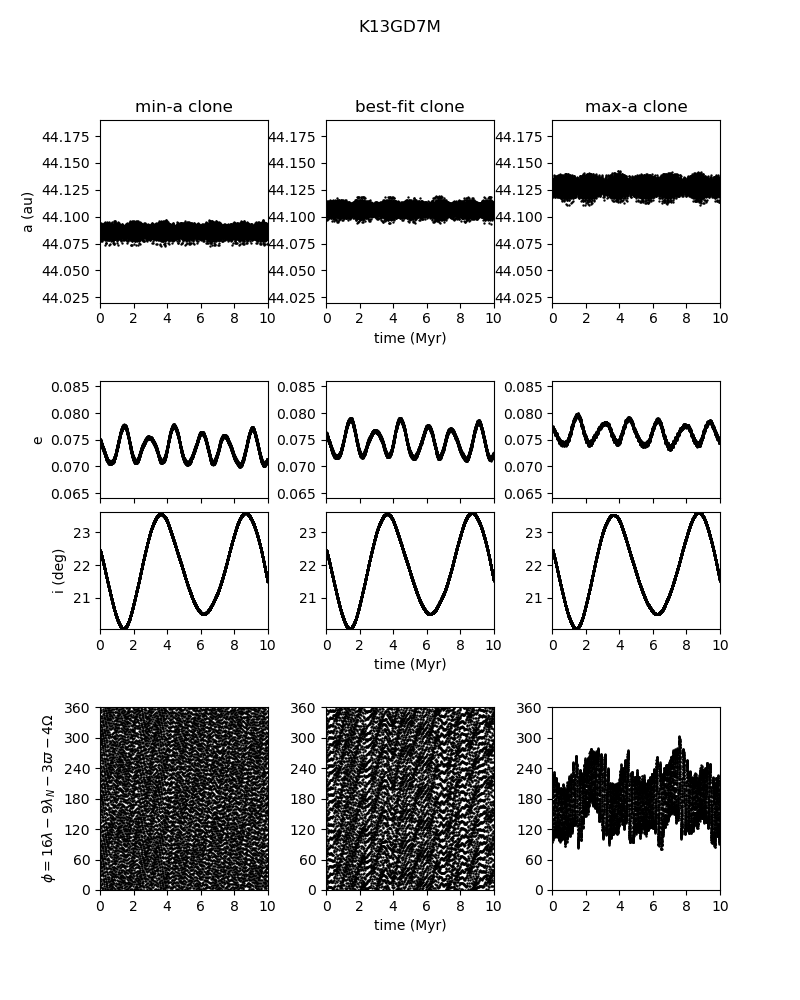 K13GD7M
min-a clone best-fit clone max-a clone
44.175 44.175 44.175
44.150 44.150 44.150
44.125 44.125 44.125
a (au) 44.100 44.100 44.100
44.075 44.075 44.075
44.050 44.050 44.050
44.025 44.025 44.025
0 2 4 6 8 10 0 2 4 6 8 10 0 2 4 6 8 10
time (Myr)
0.085 0.085 0.085
0.080 0.080 0.080
e 0.075 0.075 0.075
0.070 0.070 0.070
0.065 0.065 0.065
23 23 23
i (deg) 22 22 22
21 21 21
0 2 4 6 8 10 0 2 4 6 8 10 0 2 4 6 8 10
time (Myr)
ϕ = 16λ − 9λ_N − 3ϖ − 4Ω
360 360 360
300 300 300
240 240 240
180 180 180
120 120 120
60 60 60
0 0 0
0 2 4 6 8 10 0 2 4 6 8 10 0 2 4 6 8 10
time (Myr)